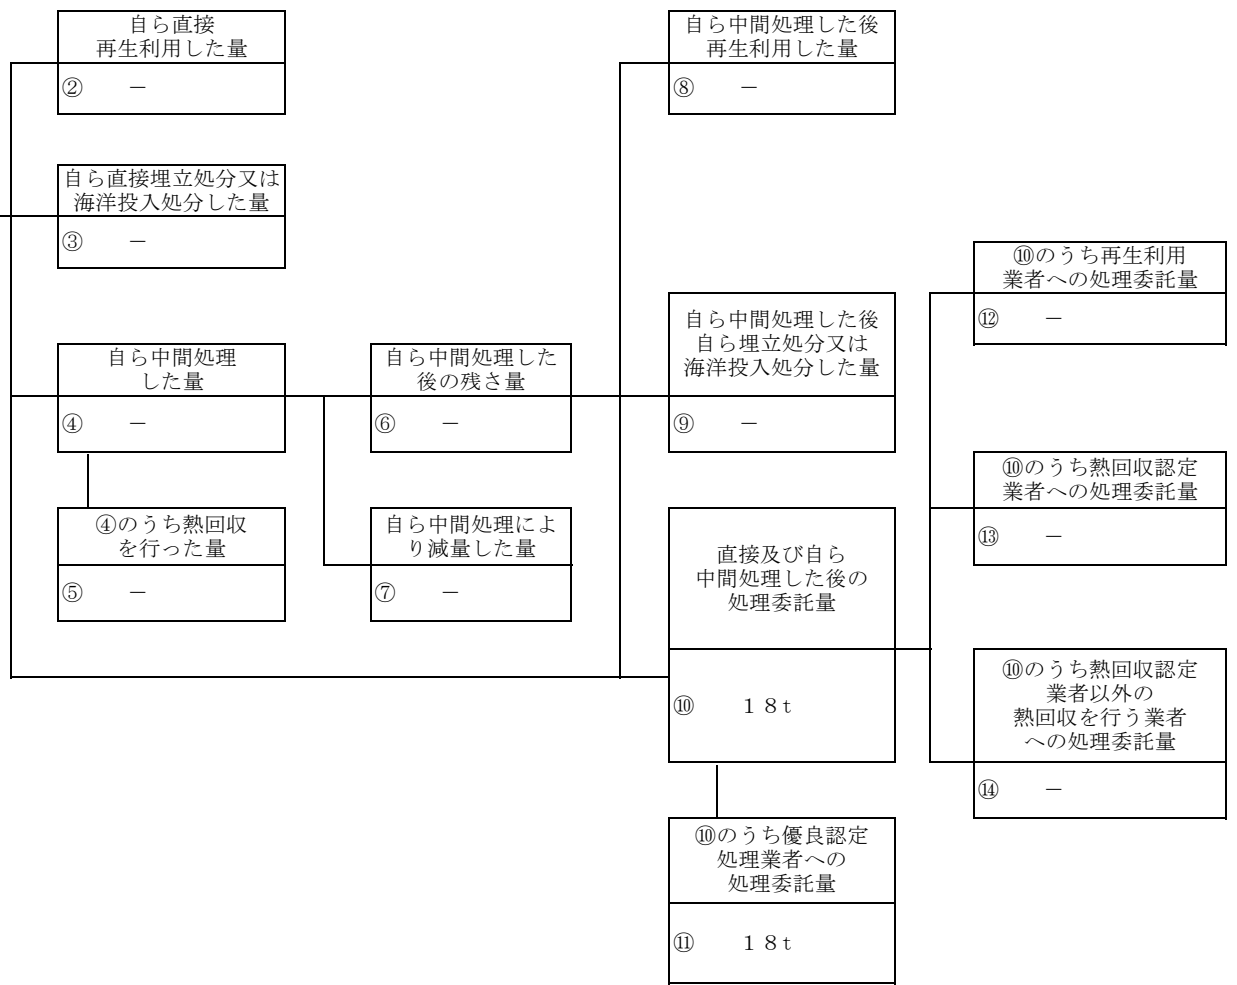 自ら直接
再生利用した量
② －
自ら中間処理した後
再生利用した量
⑧ －
自ら直接埋立処分又は
海洋投入処分した量
③ －
⑩のうち再生利用
業者への処理委託量
⑫ －
自ら中間処理した後
自ら埋立処分又は
海洋投入処分した量
⑨ －
自ら中間処理
した量
④ －
自ら中間処理した
後の残さ量
⑥ －
⑩のうち熱回収認定
業者への処理委託量
⑬ －
④のうち熱回収
を行った量
⑤ －
自ら中間処理によ
り減量した量
⑦ －
直接及び自ら
中間処理した後の
処理委託量
⑩ １８t
⑩のうち熱回収認定
業者以外の
熱回収を行う業者
への処理委託量
⑭ －
⑩のうち優良認定
処理業者への
処理委託量
⑪ １８t